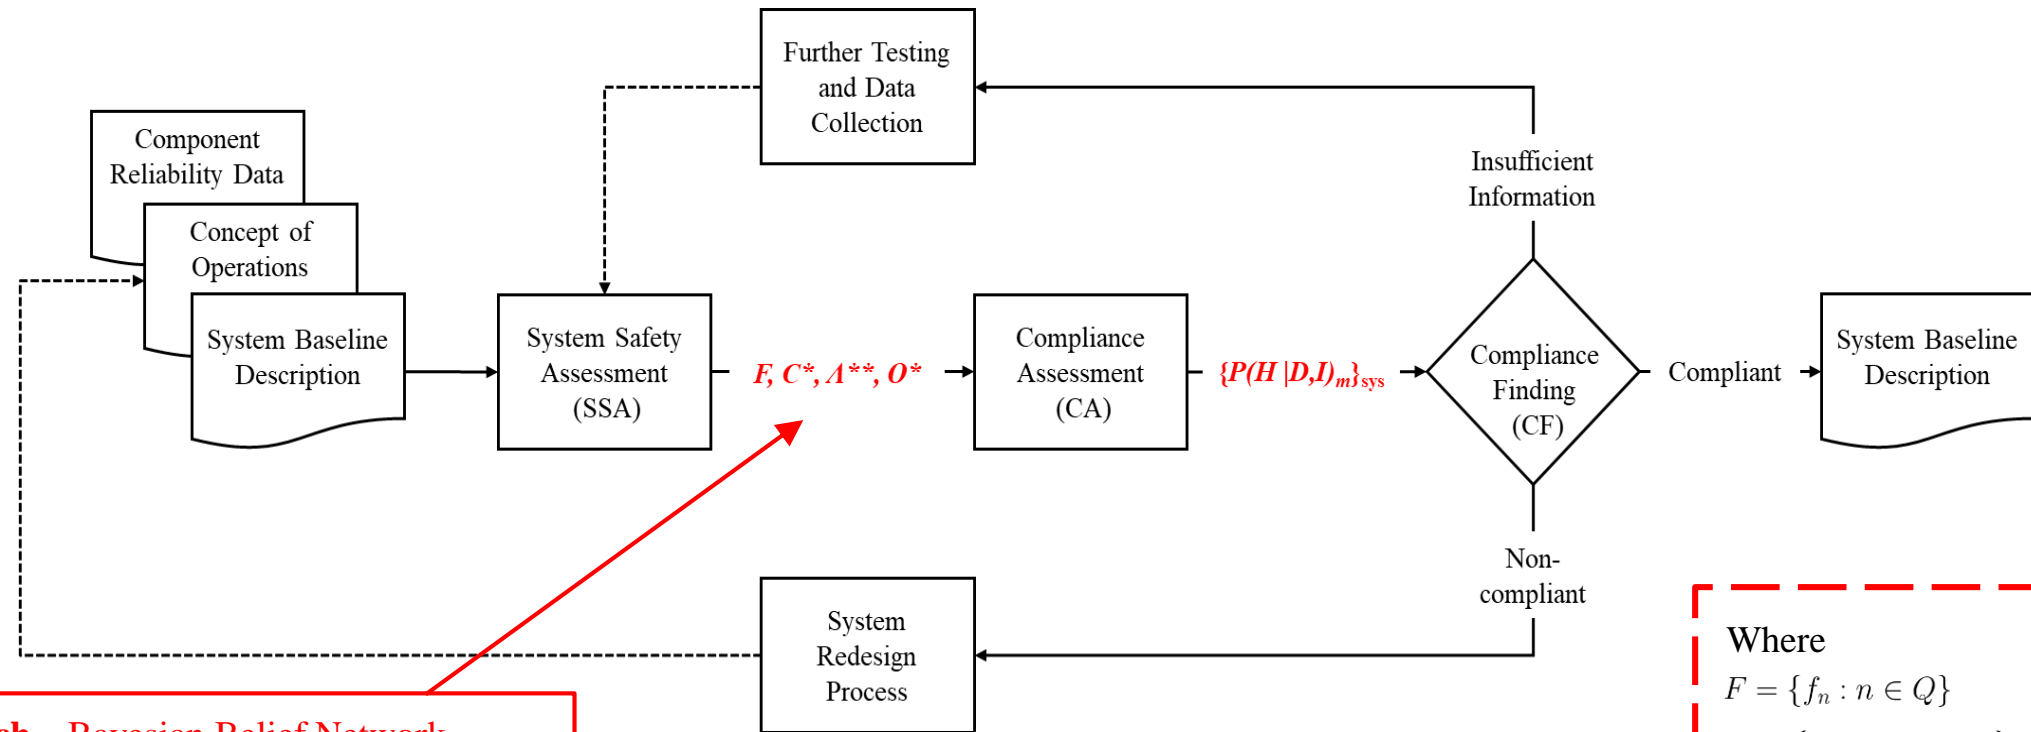 Further Testing
and Data
Collection
Component
Reliability Data
Insufficient
Information
Concept of
Operations
System Baseline
Description
System Safety
Assessment
(SSA)
F, C*, Λ**, O*
Compliance
Assessment
(CA)
{P(H |D,I)m}sys
Compliance
Finding
(CF)
Compliant
System Baseline
Description
Non-
compliant
System
Redesign
Process
Where
F = {fn : n ∈ Q}
Bayesian Belief Network